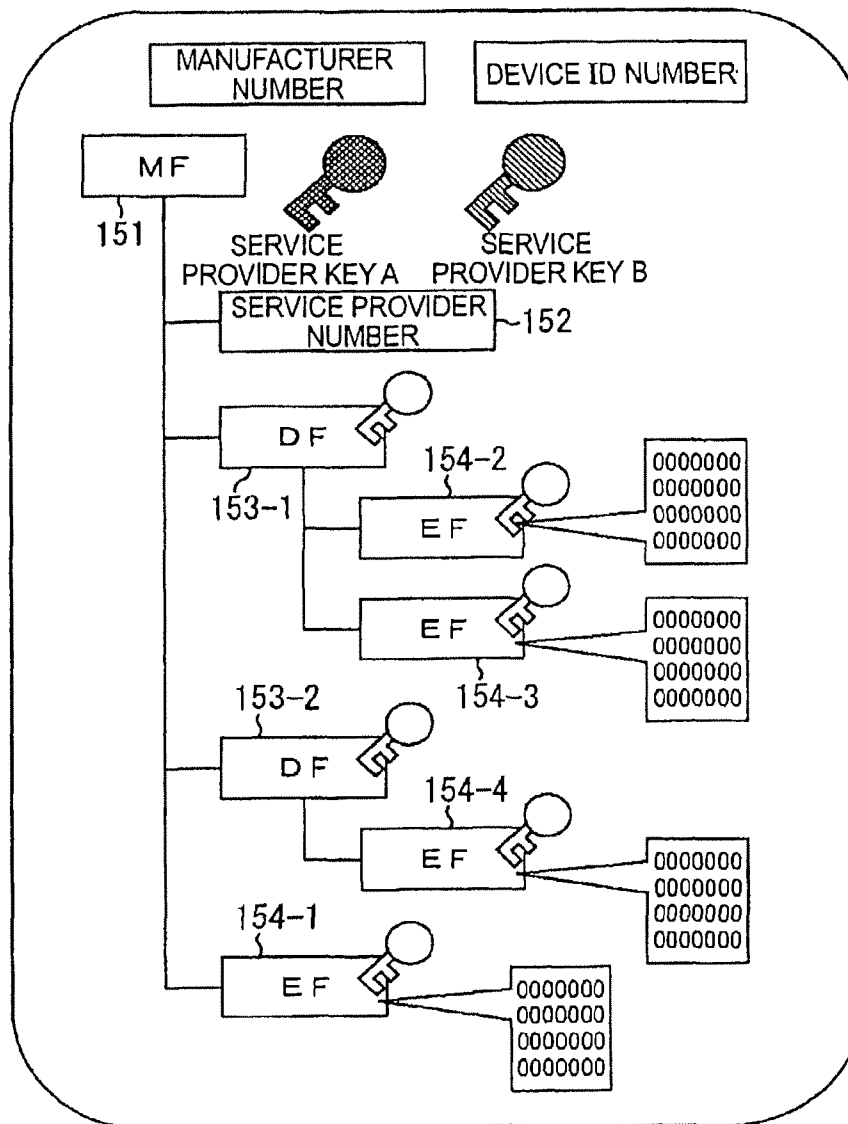 MANUFACTURER
NUMBER
DEVICE ID NUMBER
MF
151
SERVICE
PROVIDER KEY A
SERVICE
PROVIDER KEY B
SERVICE PROVIDER
NUMBER
152
DF
153-1
154-2
EF
0000000
0000000
0000000
0000000
EF
154-3
0000000
0000000
0000000
0000000
153-2
DF
154-4
EF
0000000
0000000
0000000
0000000
154-1
EF
0000000
0000000
0000000
0000000